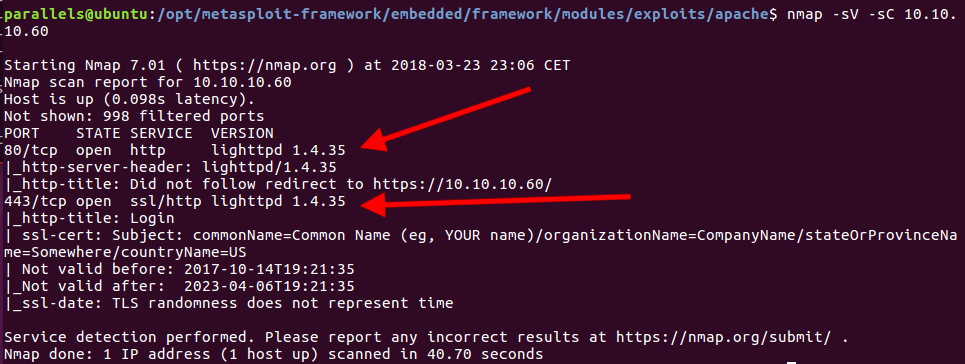 parallels@ubuntu:/opt/metasploit-framework/embedded/framework/modules/exploits/apache$ nmap -sV -sC 10.10.
10.60
Starting Nmap 7.01 ( https://nmap.org ) at 2018-03-23 23:06 CET
Nmap scan report for 10.10.10.60
Host is up (0.098s latency).
Not shown: 998 filtered ports
PORT    STATE SERVICE  VERSION
80/tcp  open  http     lighttpd 1.4.35
|_http-server-header: lighttpd/1.4.35
|_http-title: Did not follow redirect to https://10.10.10.60/
443/tcp open  ssl/http lighttpd 1.4.35
|_http-title: Login
| ssl-cert: Subject: commonName=Common Name (eg, YOUR name)/organizationName=CompanyName/stateOrProvinceNa
me=Somewhere/countryName=US
| Not valid before: 2017-10-14T19:21:35
|_Not valid after:  2023-04-06T19:21:35
|_ssl-date: TLS randomness does not represent time
Service detection performed. Please report any incorrect results at https://nmap.org/submit/ .
Nmap done: 1 IP address (1 host up) scanned in 40.70 seconds